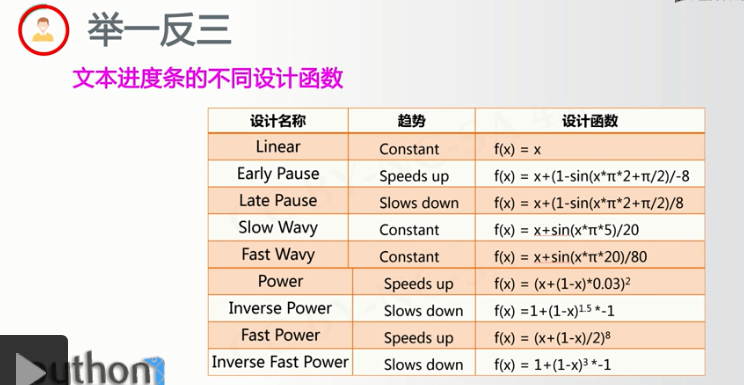 举一反三
文本进度条的不同设计函数
设计名称 趋势 设计函数
Linear Constant f(x) = x
Early Pause Speeds up f(x) = x+(1-sin(x*π*2+π/2)/-8
Late Pause Slows down f(x) = x+(1-sin(x*π*2+π/2)/8
Slow Wavy Constant f(x) = x+sin(x*π*5)/20
Fast Wavy Constant f(x) = x+sin(x*π*20)/80
Power Speeds up f(x) = (x+(1-x)*0.03)²
Inverse Power Slows down f(x) =1+(1-x)¹·⁵ *-1
Fast Power Speeds up f(x) = (x+(1-x)/2)⁸
Inverse Fast Power Slows down f(x) = 1+(1-x)³ *-1
python